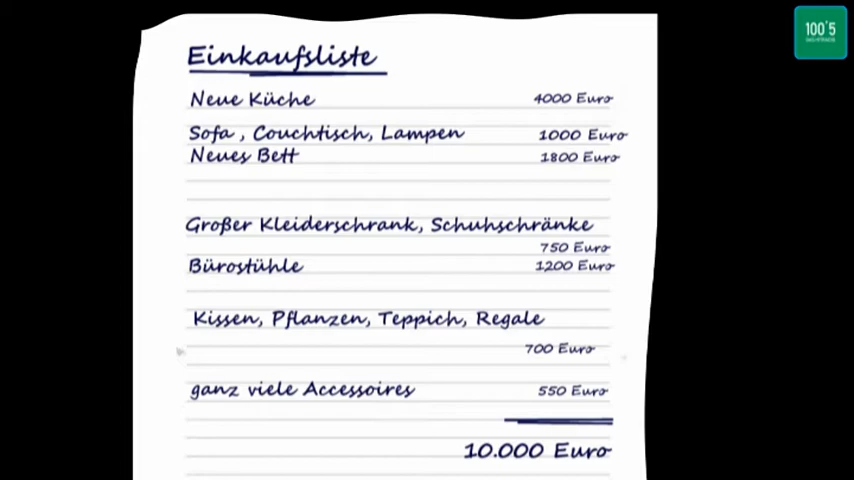 100'5
Einkaufsliste
Neue Küche 4000 Euro
Sofa , Couchtisch, Lampen 1000 Euro
Neues Bett 1800 Euro
Großer Kleiderschrank, Schuhschränke
750 Euro
Bürostühle 1200 Euro
Kissen, Pflanzen, Teppich, Regale
700 Euro
ganz viele Accessoires 550 Euro
10.000 Euro